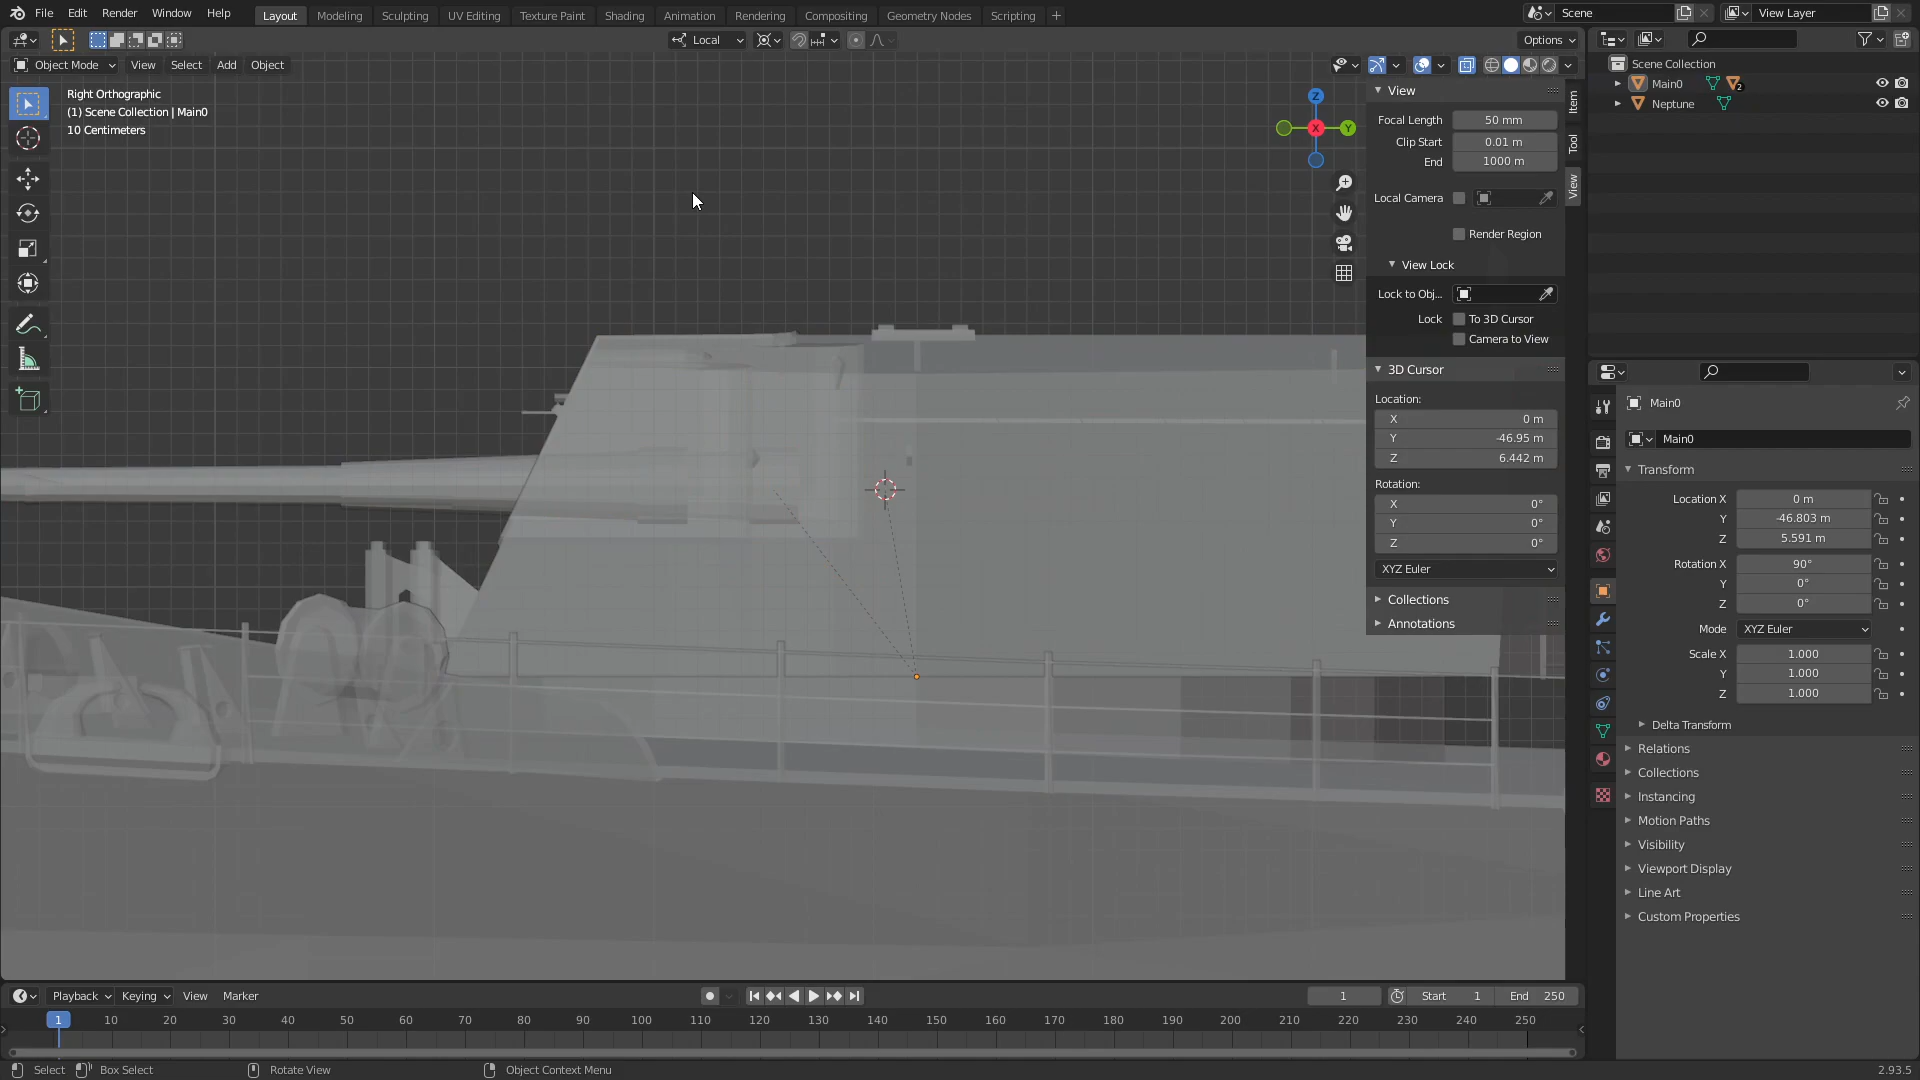 File Edit Render Window Help Layout Modeling Sculpting UV Editing Texture Paint Shading Animation Rendering Compositing Geometry Nodes Scripting + Scene View Layer
Local Options
Object Mode View Select Add Object
Right Orthographic
(1) Scene Collection | Main0
10 Centimeters
Z
X
Y
View
Focal Length 50 mm
Clip Start 0.01 m
End 1000 m
Local Camera
Render Region
View Lock
Lock to Obj...
Lock To 3D Cursor
Camera to View
3D Cursor
Location:
X 0 m
Y -46.95 m
Z 6.442 m
Rotation:
X 0°
Y 0°
Z 0°
XYZ Euler
Collections
Annotations
Item
Tool
View
Scene Collection
Main0 2
Neptune
Main0
Main0
Transform
Location X 0 m
Y -46.803 m
Z 5.591 m
Rotation X 90°
Y 0°
Z 0°
Mode XYZ Euler
Scale X 1.000
Y 1.000
Z 1.000
Delta Transform
Relations
Collections
Instancing
Motion Paths
Visibility
Viewport Display
Line Art
Custom Properties
Playback Keying View Marker 1 Start 1 End 250
1 10 20 30 40 50 60 70 80 90 100 110 120 130 140 150 160 170 180 190 200 210 220 230 240 250
Select Box Select Rotate View Object Context Menu 2.93.5